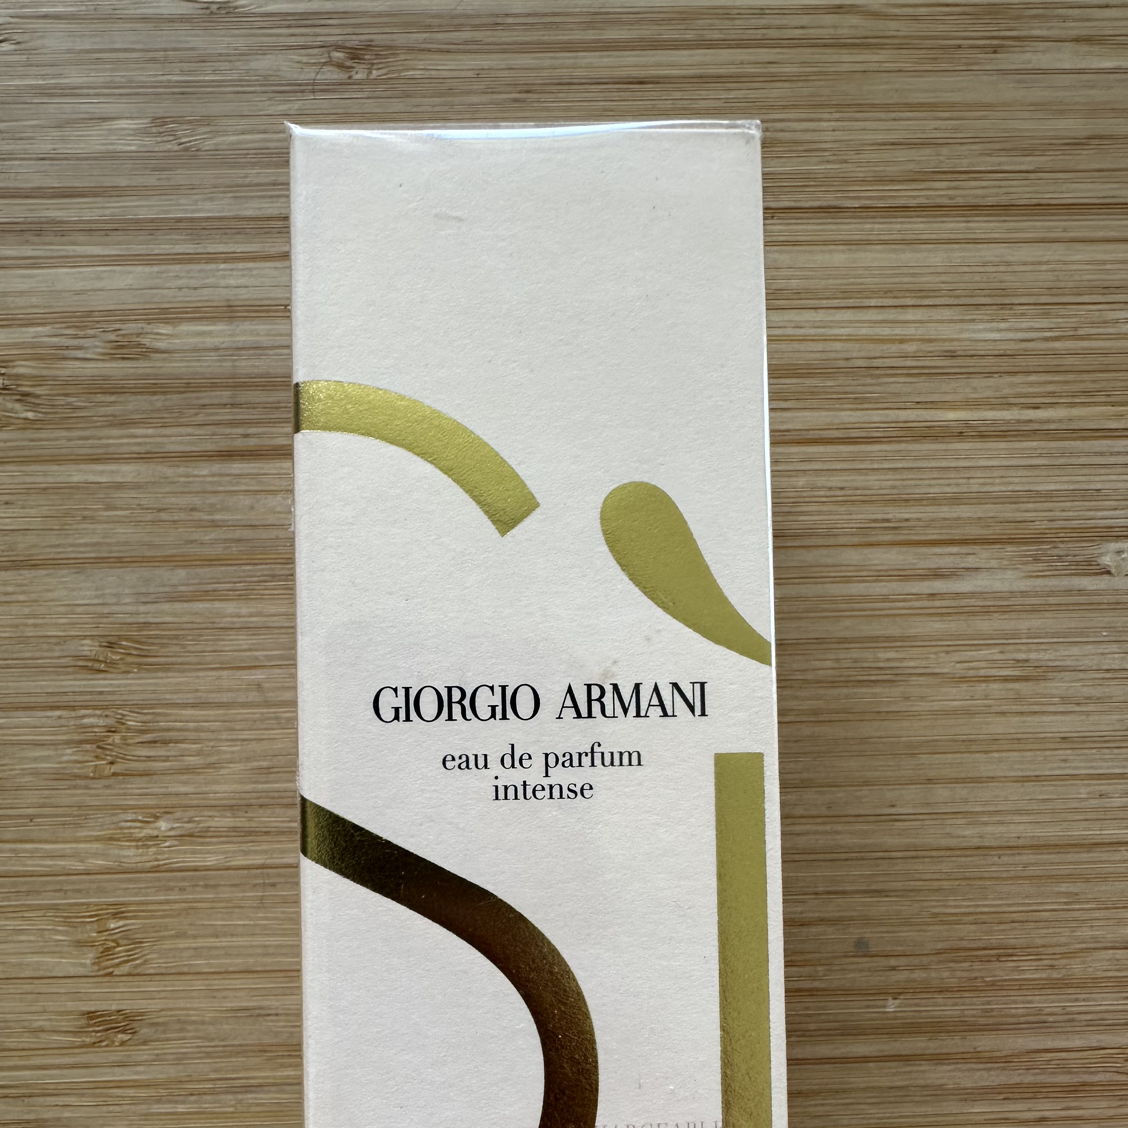 GIORGIO ARMANI
eau de parfum
intense